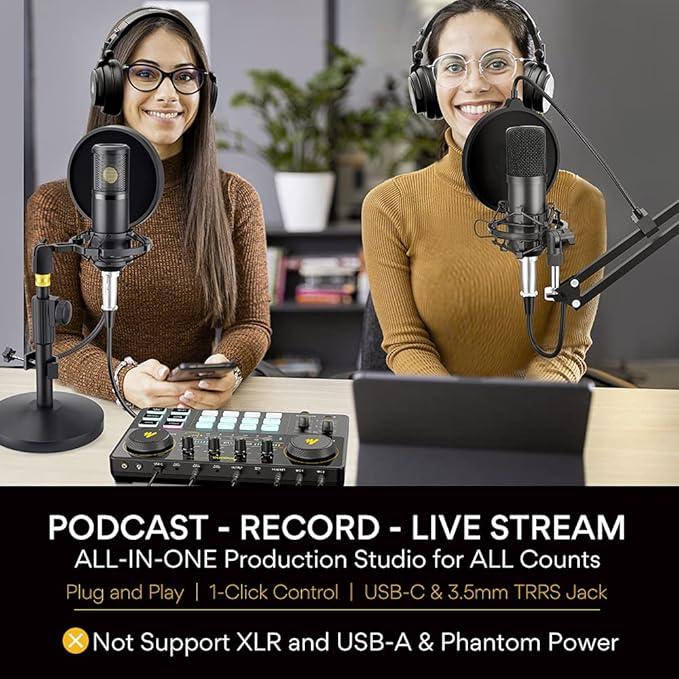 PODCAST - RECORD - LIVE STREAM
ALL-IN-ONE Production Studio for ALL Counts
Plug and Play | 1-Click Control | USB-C & 3.5mm TRRS Jack
Not Support XLR and USB-A & Phantom Power